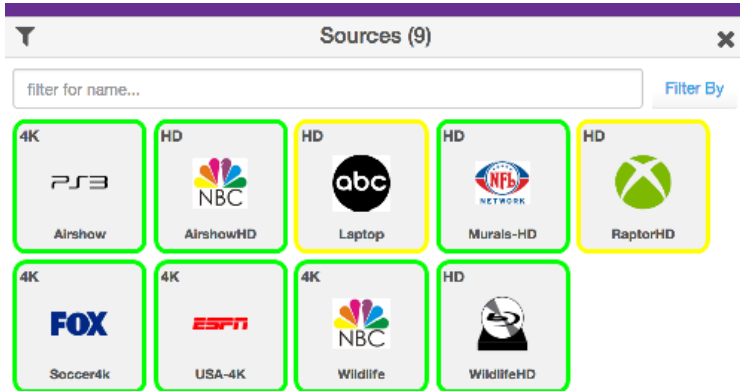 Sources (9)
filter for name...
Filter By
4K
HD
HD
HD
HD
PS3
NBC
abc
NFL
NETWORK
Airshow
AirshowHD
Laptop
Murals-HD
RaptorHD
4K
4K
4K
HD
FOX
ESPN
NBC
Soccer4k
USA-4K
Wildlife
WildlifeHD